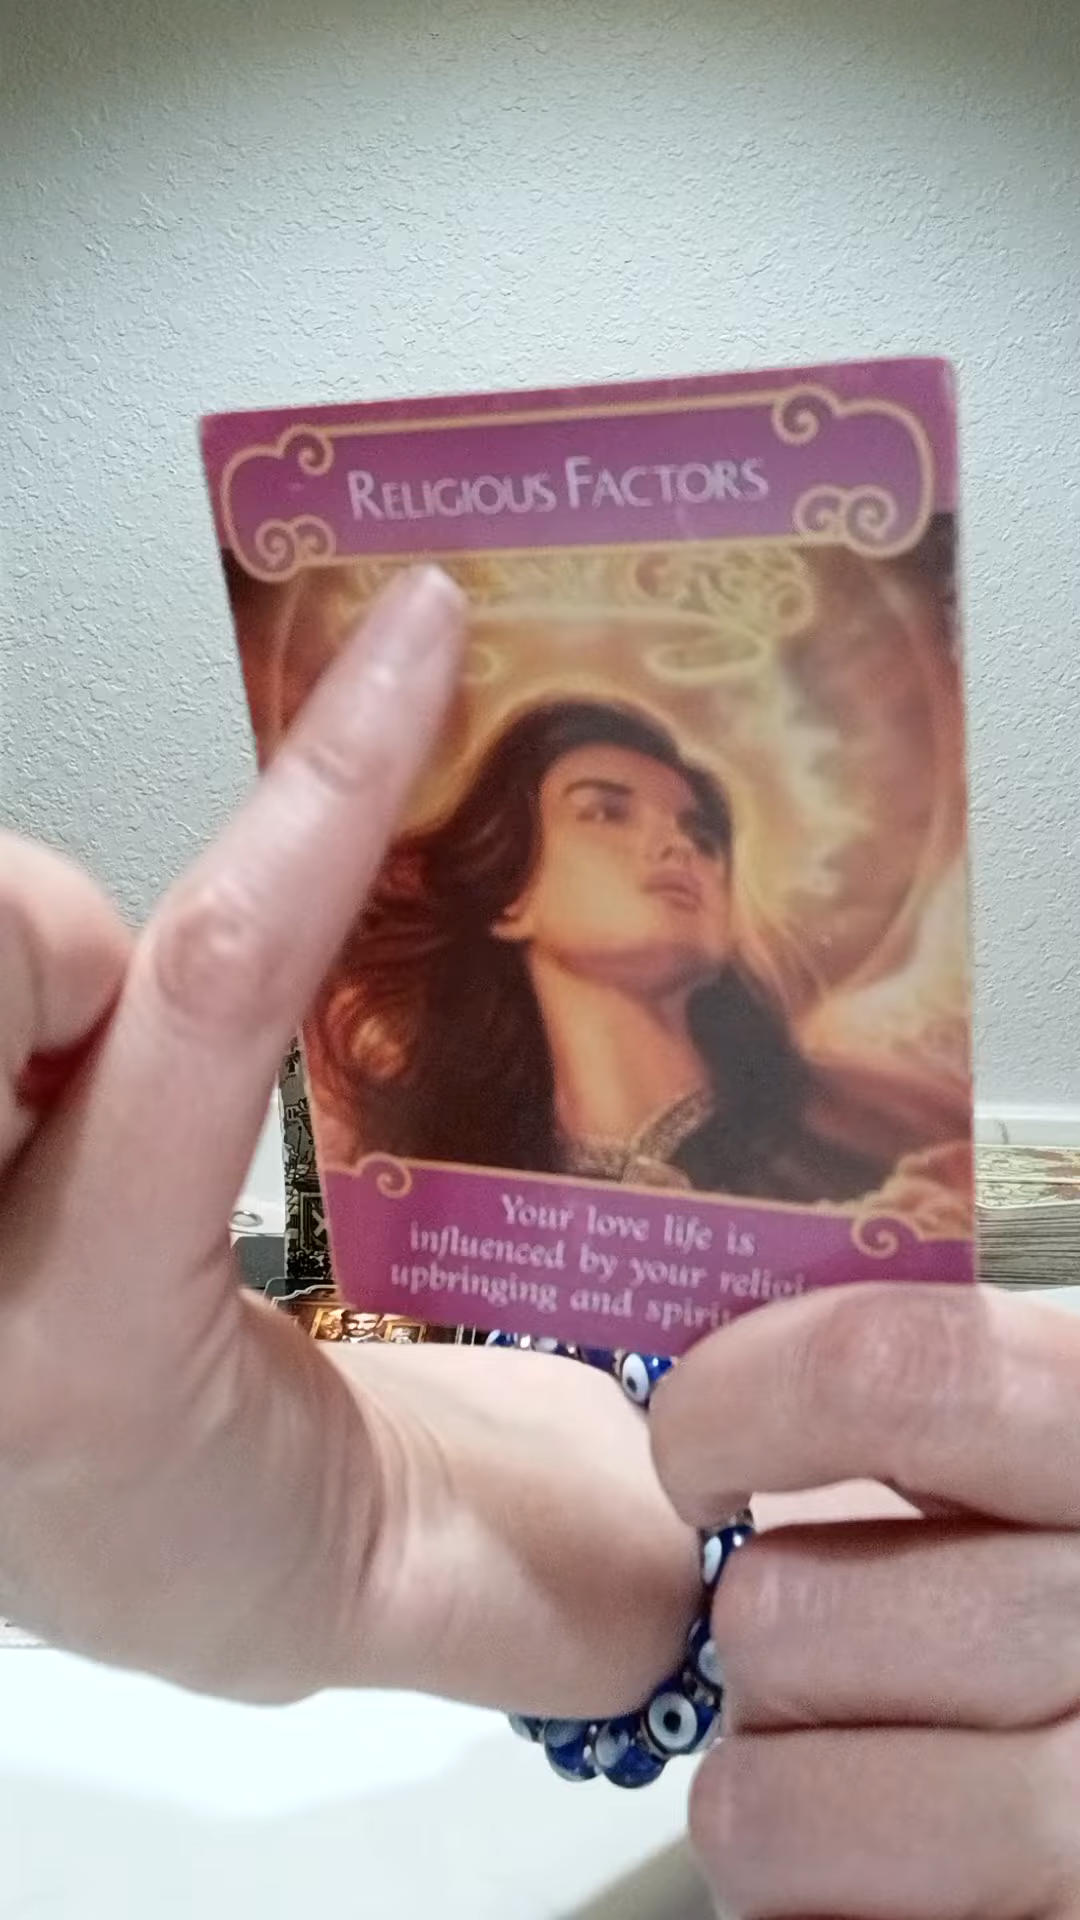 RELIGIOUS FACTORS
Your love life is
influenced by your
upbringing and